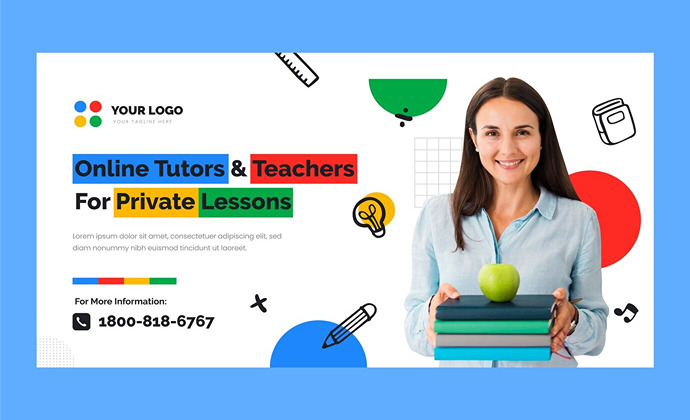 YOUR LOGO
YOUR TAGLINE HERE
Online Tutors & Teachers
For Private Lessons
Lorem ipsum dolor sit amet, consectetuer adipiscing elit, sed
diam nonummy nibh euismod tincidunt ut laoreet.
For More Information:
1800-818-6767